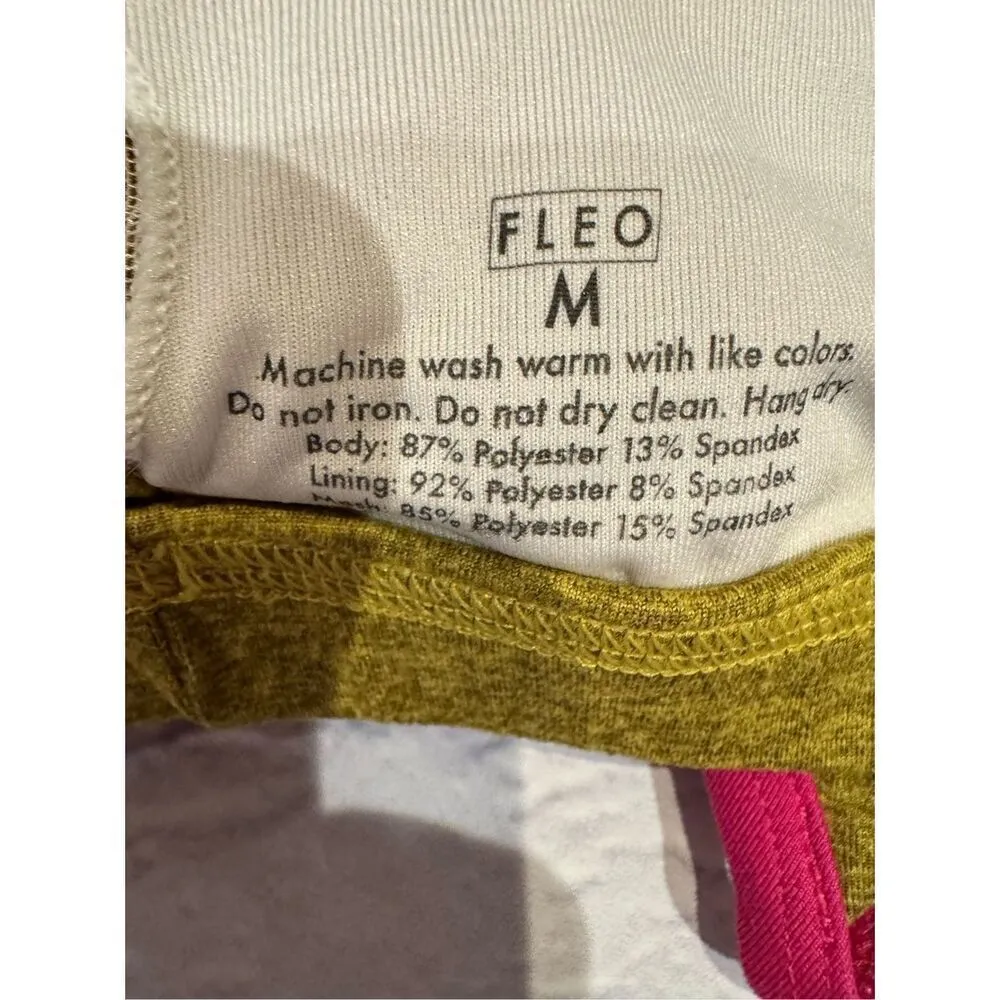 FLEO
M
Machine wash warm with like colors.
Do not iron. Do not dry clean. Hang dry.
Body: 87% Polyester 13% Spandex
Lining: 92% Polyester 8% Spandex
Mesh: 85% Polyester 15% Spandex